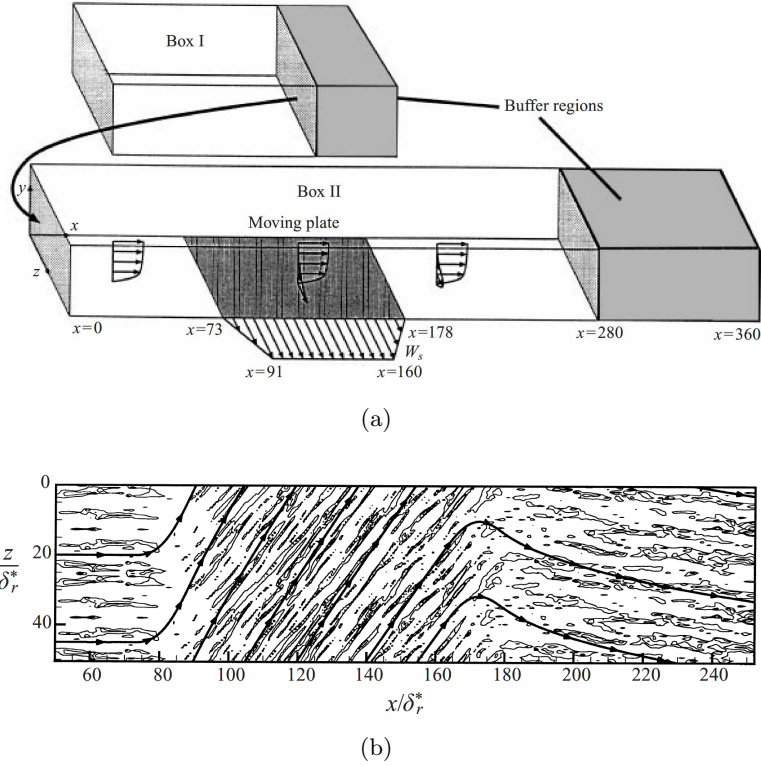 Box I
Buffer regions
Box II
y
x
Moving plate
z
x=0
x=73
x=178
x=280
x=360
W_s
x=91
x=160
(a)
0
20
40
z/δ_r^*
60
80
100
120
140
160
180
200
220
240
x/δ_r^*
(b)